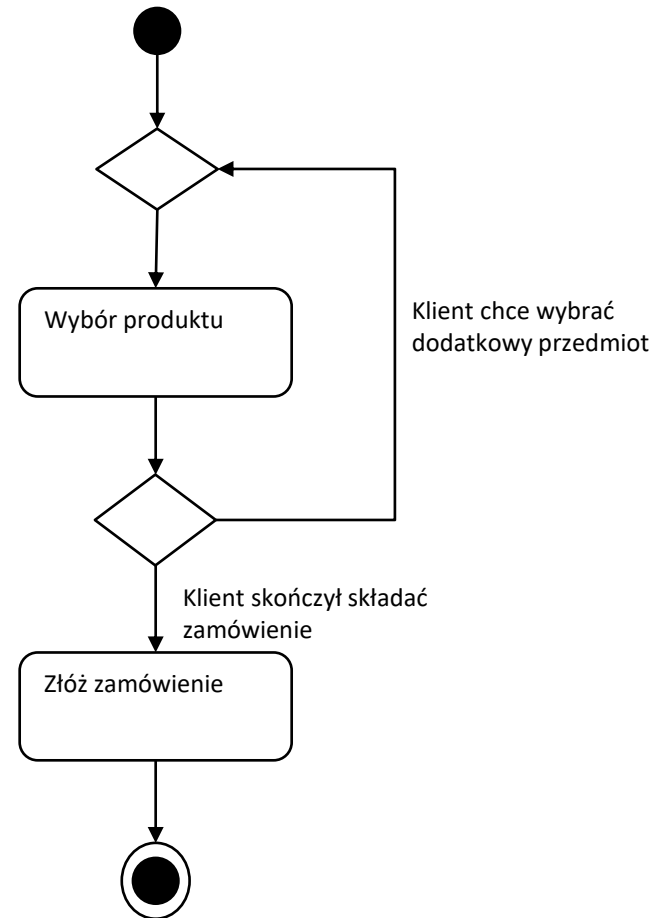 Wybór produktu
Klient chce wybrać
dodatkowy przedmiot
Klient skończył składać
zamówienie
Złóż zamówienie